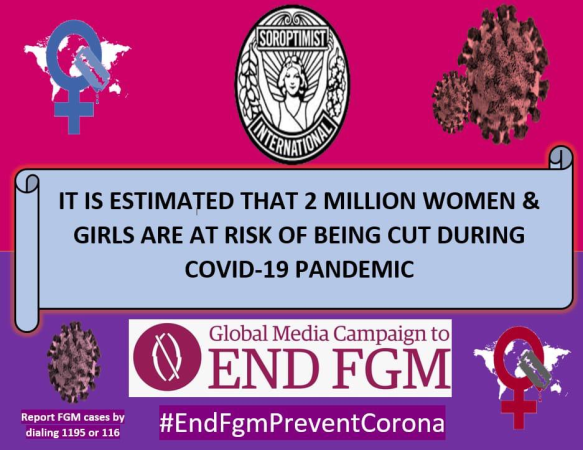 SOROPTIMIST
INTERNATIONAL
IT IS ESTIMATED THAT 2 MILLION WOMEN &
GIRLS ARE AT RISK OF BEING CUT DURING
COVID-19 PANDEMIC
Global Media Campaign to
END FGM
Report FGM cases by
dialing 1195 or 116
#EndFgmPreventCorona